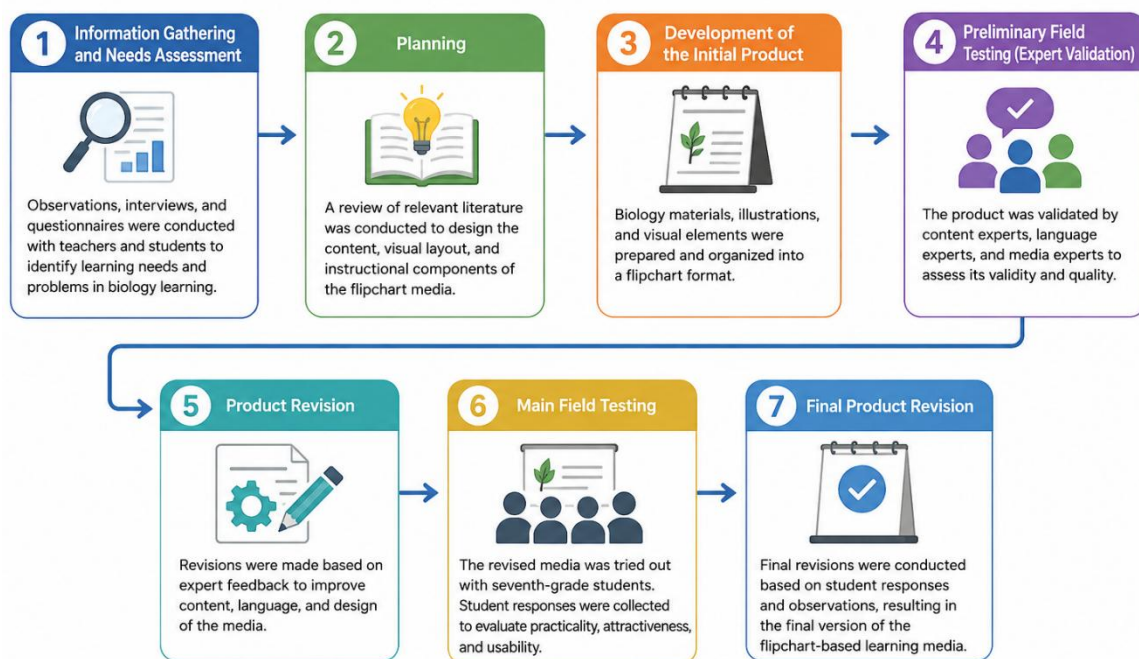 1
Information Gathering
and Needs Assessment
Observations, interviews, and
questionnaires were conducted
with teachers and students to
identify learning needs and
problems in biology learning.
2
Planning
A review of relevant literature
was conducted to design the
content, visual layout, and
instructional components of
the flipchart media.
3
Development of
the Initial Product
Biology materials, illustrations,
and visual elements were
prepared and organized into
a flipchart format.
4
Preliminary Field
Testing (Expert Validation)
The product was validated by
content experts, language
experts, and media experts to
assess its validity and quality.
5
Product Revision
Revisions were made based on
expert feedback to improve
content, language, and design
of the media.
6
Main Field Testing
The revised media was tried out
with seventh-grade students.
Student responses were collected
to evaluate practicality, attractiveness,
and usability.
7
Final Product Revision
Final revisions were conducted
based on student responses
and observations, resulting in
the final version of the
flipchart-based learning media.